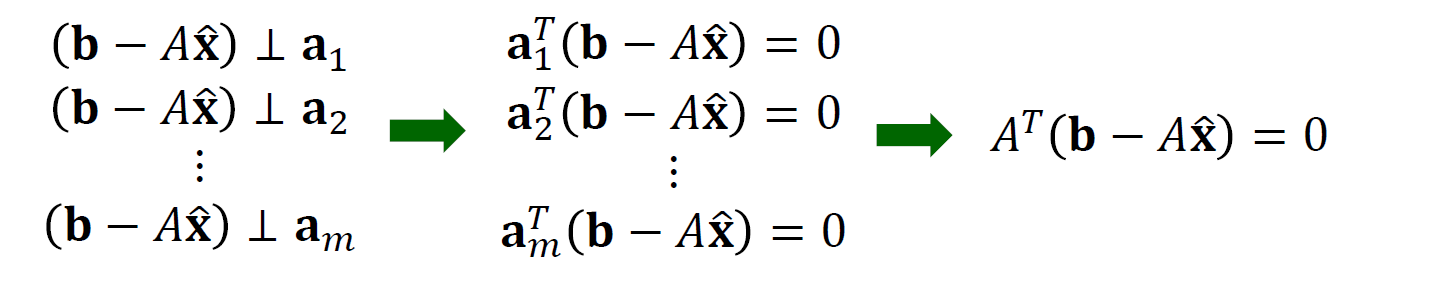 (b − Ax̂) ⊥ a₁
(b − Ax̂) ⊥ a₂
⋮
(b − Ax̂) ⊥ aₘ
a₁ᵀ(b − Ax̂) = 0
a₂ᵀ(b − Ax̂) = 0
⋮
aₘᵀ(b − Ax̂) = 0
Aᵀ(b − Ax̂) = 0